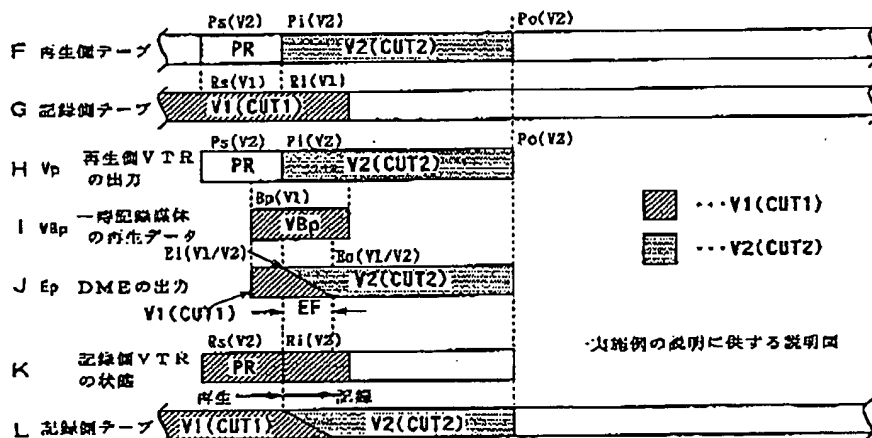 Ps(V2) Pi(V2) Po(V2)
F 再生側テープ PR V2(CUT2)
Rs(V1) Ri(V1)
G 記録側テープ V1(CUT1)
Ps(V2) Pi(V2) Po(V2)
H Vp 再生側VTRの出力 PR V2(CUT2)
Bp(V1)
I VBp 一時記録媒体の再生データ VBp
Ei(V1/V2) Eo(V1/V2)
J Ep DMEの出力 V2(CUT2)
V1(CUT1) EF
・・・V1(CUT1)
・・・V2(CUT2)
Rs(V2) Ri(V2)
K 記録側VTRの状態 PR
再生 記録
L 記録側テープ V1(CUT1) V2(CUT2)
実施例の説明に供する説明図